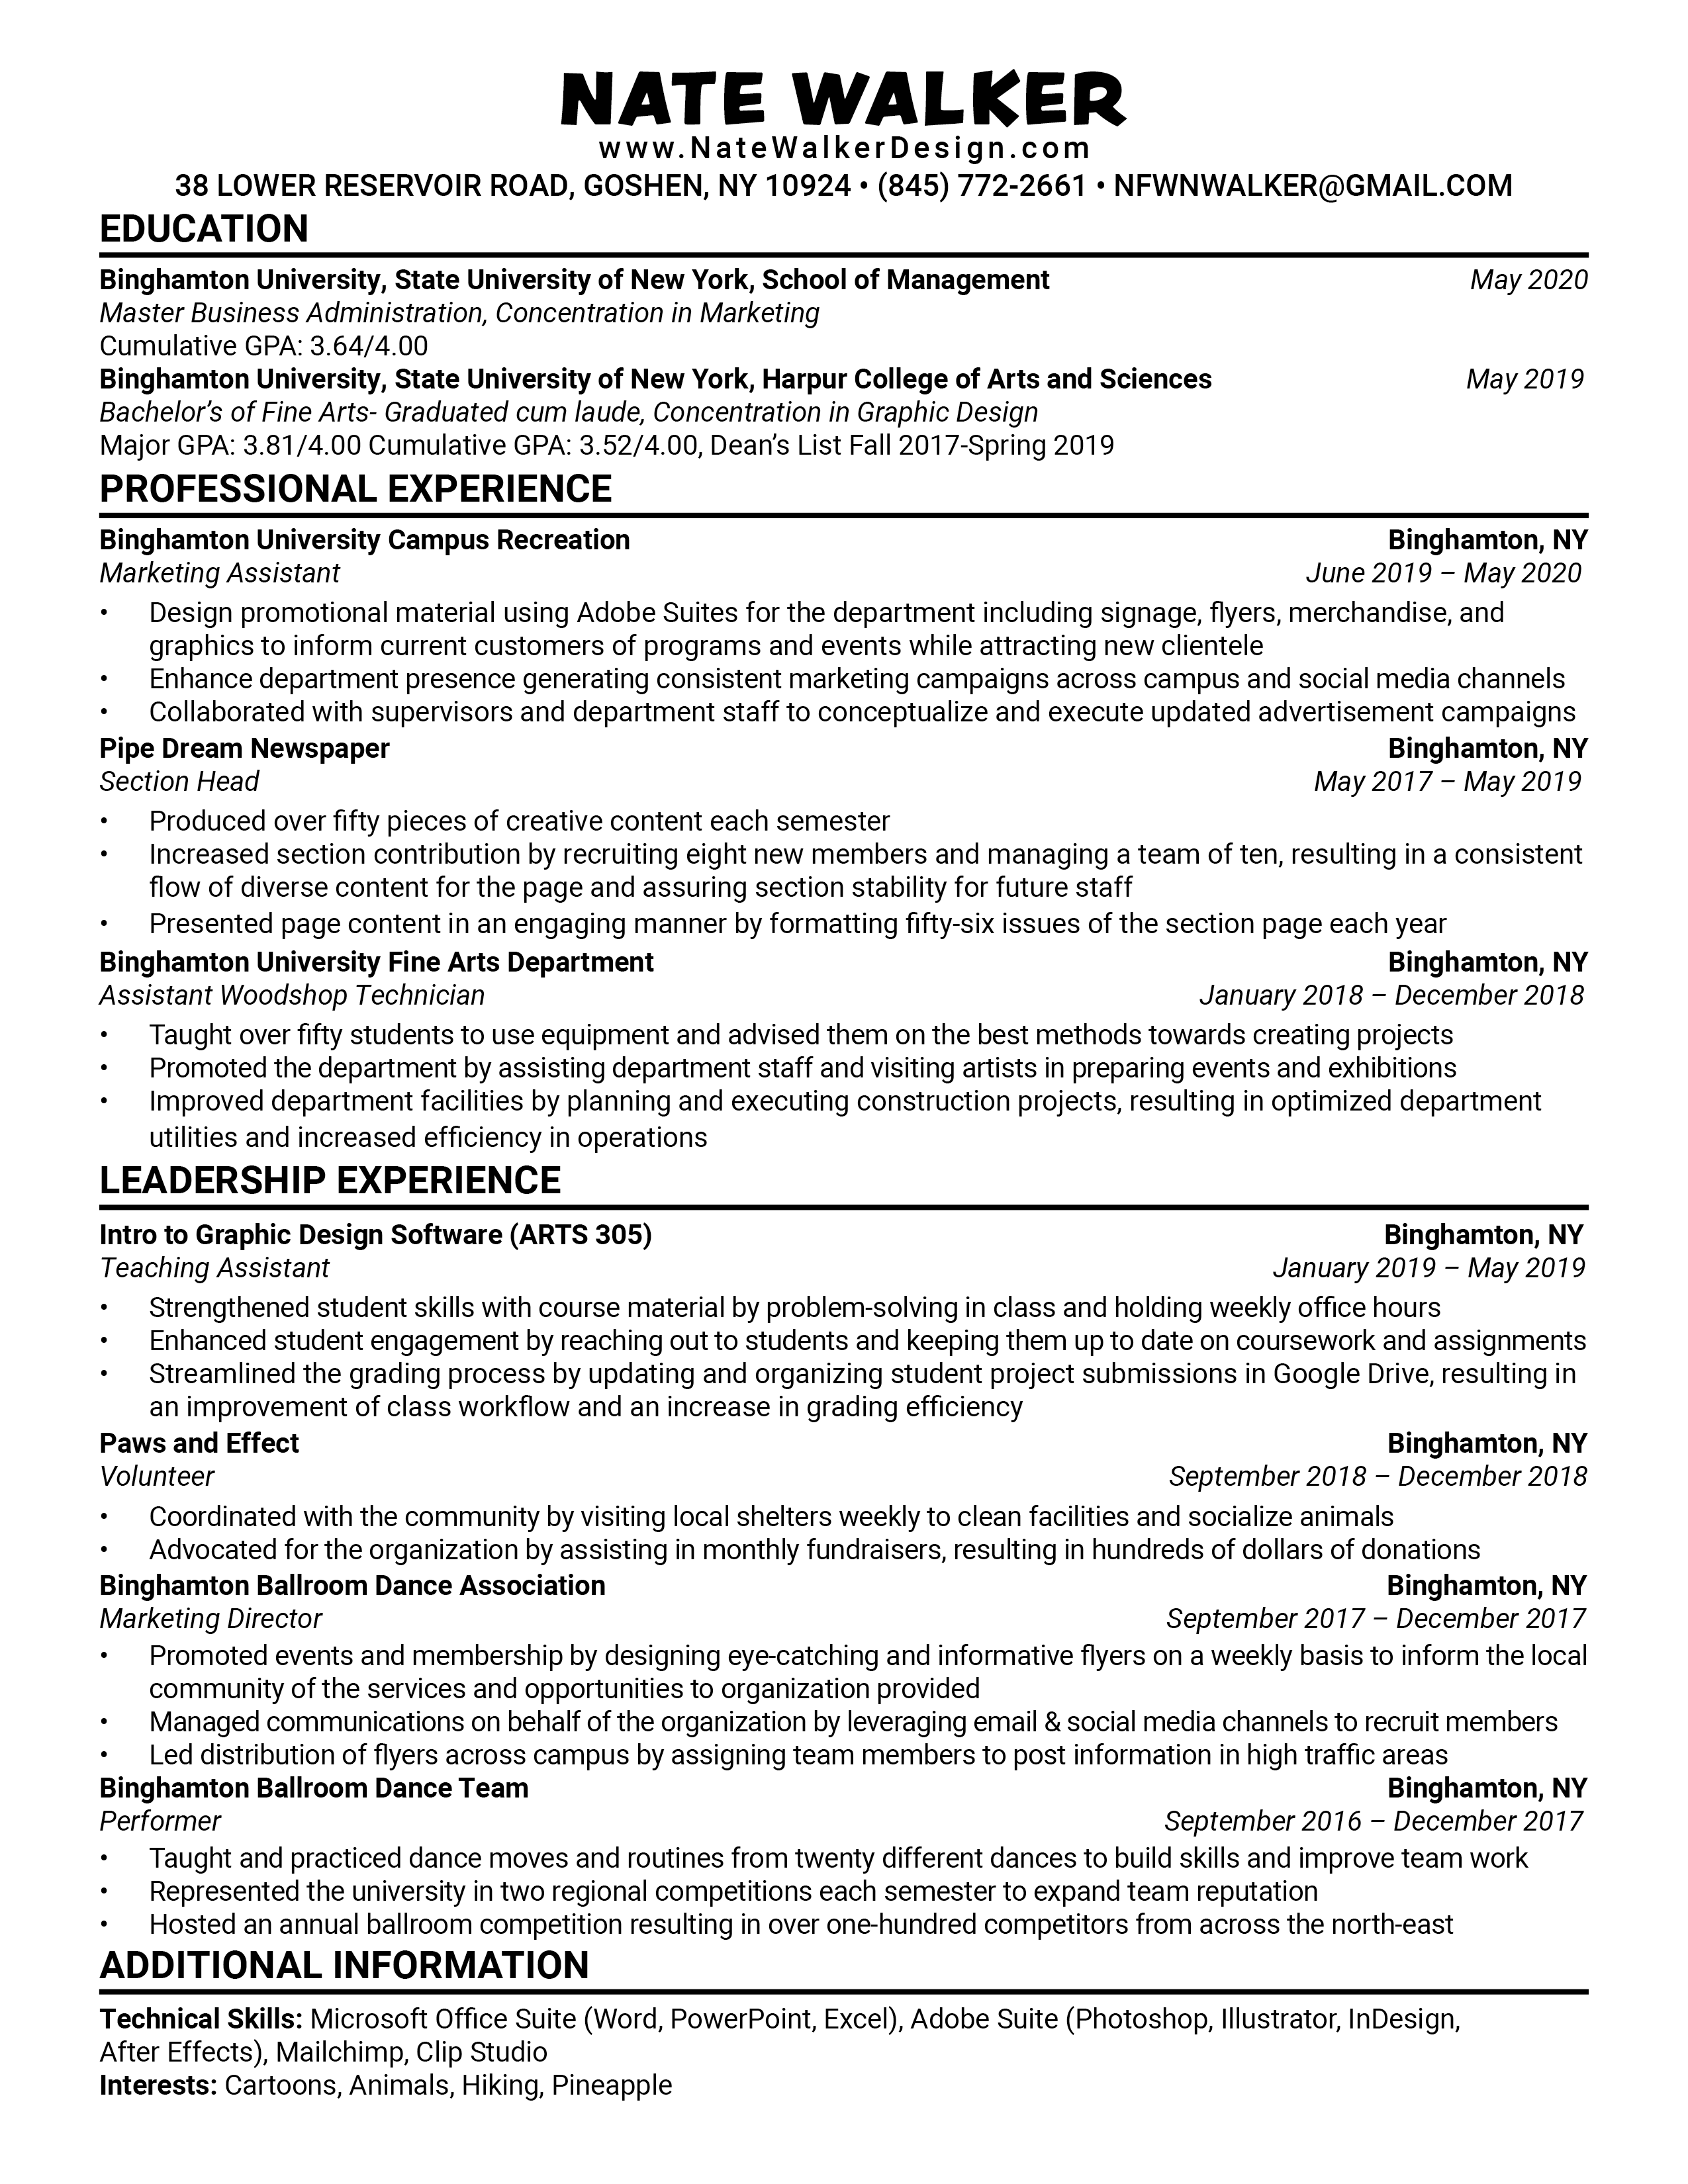 NATE WALKER
www.NateWalkerDesign.com
38 LOWER RESERVOIR ROAD, GOSHEN, NY 10924 • (845) 772-2661 • NFWNWALKER@GMAIL.COM
EDUCATION
Binghamton University, State University of New York, School of Management May 2020
Master Business Administration, Concentration in Marketing
Cumulative GPA: 3.64/4.00
Binghamton University, State University of New York, Harpur College of Arts and Sciences May 2019
Bachelor’s of Fine Arts- Graduated cum laude, Concentration in Graphic Design
Major GPA: 3.81/4.00 Cumulative GPA: 3.52/4.00, Dean’s List Fall 2017-Spring 2019
PROFESSIONAL EXPERIENCE
Binghamton University Campus Recreation Binghamton, NY
Marketing Assistant June 2019 – May 2020
• Design promotional material using Adobe Suites for the department including signage, flyers, merchandise, and
graphics to inform current customers of programs and events while attracting new clientele
• Enhance department presence generating consistent marketing campaigns across campus and social media channels
• Collaborated with supervisors and department staff to conceptualize and execute updated advertisement campaigns
Pipe Dream Newspaper Binghamton, NY
Section Head May 2017 – May 2019
• Produced over fifty pieces of creative content each semester
• Increased section contribution by recruiting eight new members and managing a team of ten, resulting in a consistent
flow of diverse content for the page and assuring section stability for future staff
• Presented page content in an engaging manner by formatting fifty-six issues of the section page each year
Binghamton University Fine Arts Department Binghamton, NY
Assistant Woodshop Technician January 2018 – December 2018
• Taught over fifty students to use equipment and advised them on the best methods towards creating projects
• Promoted the department by assisting department staff and visiting artists in preparing events and exhibitions
• Improved department facilities by planning and executing construction projects, resulting in optimized department
utilities and increased efficiency in operations
LEADERSHIP EXPERIENCE
Intro to Graphic Design Software (ARTS 305) Binghamton, NY
Teaching Assistant January 2019 – May 2019
• Strengthened student skills with course material by problem-solving in class and holding weekly office hours
• Enhanced student engagement by reaching out to students and keeping them up to date on coursework and assignments
• Streamlined the grading process by updating and organizing student project submissions in Google Drive, resulting in
an improvement of class workflow and an increase in grading efficiency
Paws and Effect Binghamton, NY
Volunteer September 2018 – December 2018
• Coordinated with the community by visiting local shelters weekly to clean facilities and socialize animals
• Advocated for the organization by assisting in monthly fundraisers, resulting in hundreds of dollars of donations
Binghamton Ballroom Dance Association Binghamton, NY
Marketing Director September 2017 – December 2017
• Promoted events and membership by designing eye-catching and informative flyers on a weekly basis to inform the local
community of the services and opportunities to organization provided
• Managed communications on behalf of the organization by leveraging email & social media channels to recruit members
• Led distribution of flyers across campus by assigning team members to post information in high traffic areas
Binghamton Ballroom Dance Team Binghamton, NY
Performer September 2016 – December 2017
• Taught and practiced dance moves and routines from twenty different dances to build skills and improve team work
• Represented the university in two regional competitions each semester to expand team reputation
• Hosted an annual ballroom competition resulting in over one-hundred competitors from across the north-east
ADDITIONAL INFORMATION
Technical Skills: Microsoft Office Suite (Word, PowerPoint, Excel), Adobe Suite (Photoshop, Illustrator, InDesign,
After Effects), Mailchimp, Clip Studio
Interests: Cartoons, Animals, Hiking, Pineapple